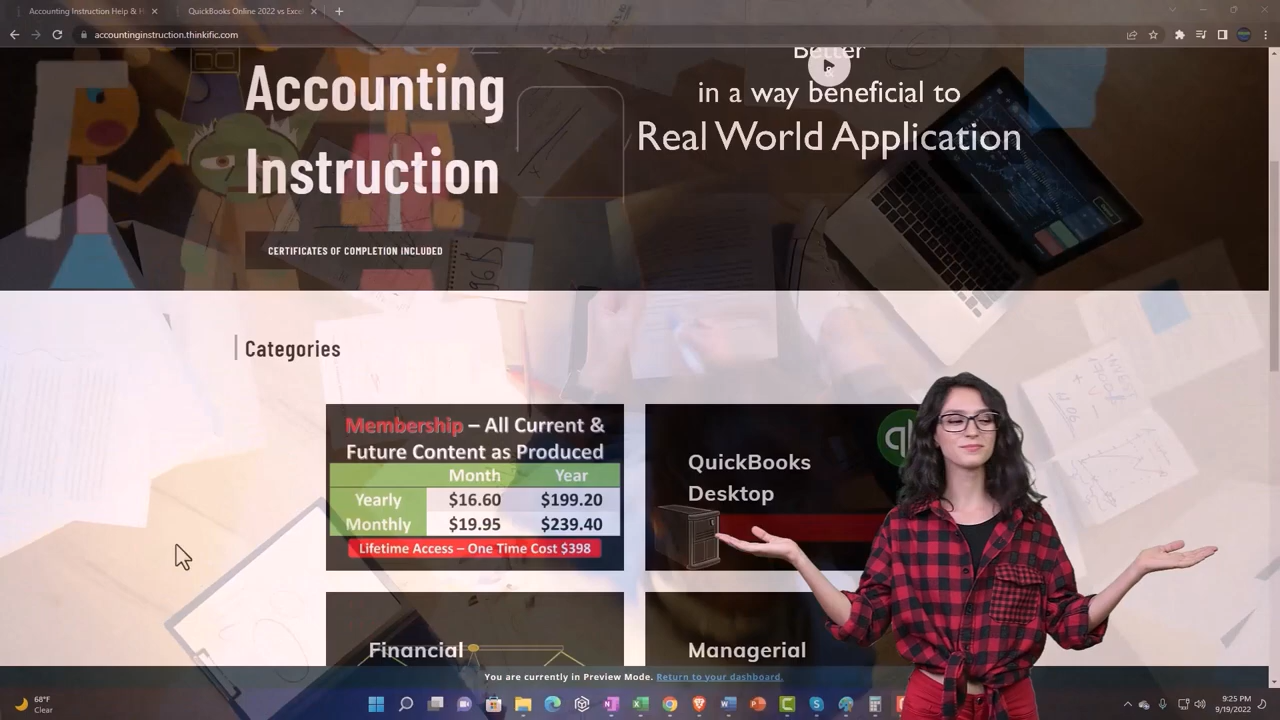 Accounting Instruction Help & H
QuickBooks Online 2022 vs Excel
accountinginstruction.thinkific.com
Accounting
Instruction
CERTIFICATES OF COMPLETION INCLUDED
Better
&
in a way beneficial to
Real World Application
Categories
Membership – All Current &
Future Content as Produced
Month Year
Yearly $16.60 $199.20
Monthly $19.95 $239.40
Lifetime Access – One Time Cost $398
QuickBooks
Desktop
qb
Financial
Managerial
You are currently in Preview Mode. Return to your dashboard.
68°F
Clear
9:25 PM
9/19/2022